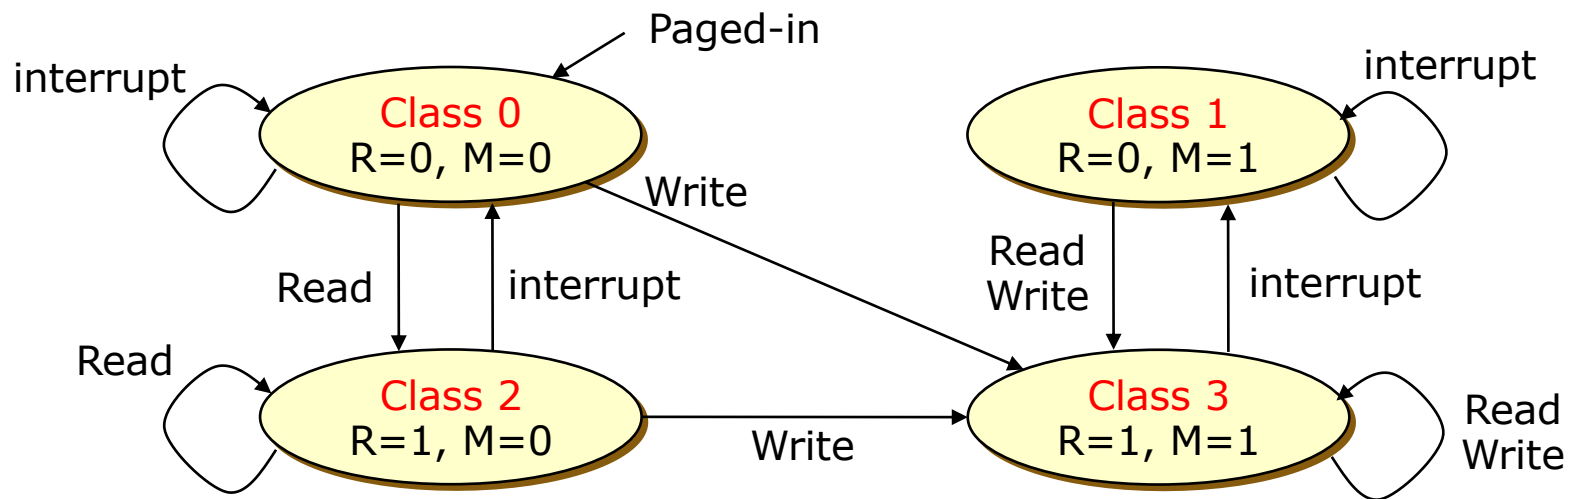 Paged-in
interrupt
Class 0
R=0, M=0
Class 1
R=0, M=1
interrupt
Write
Read
interrupt
Read
Write
interrupt
Read
Class 2
R=1, M=0
Write
Class 3
R=1, M=1
Read
Write